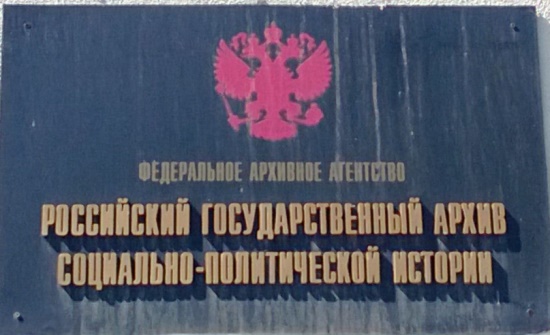 ФЕДЕРАЛЬНОЕ АРХИВНОЕ АГЕНТСТВО
РОССИЙСКИЙ ГОСУДАРСТВЕННЫЙ АРХИВ
СОЦИАЛЬНО-ПОЛИТИЧЕСКОЙ ИСТОРИИ